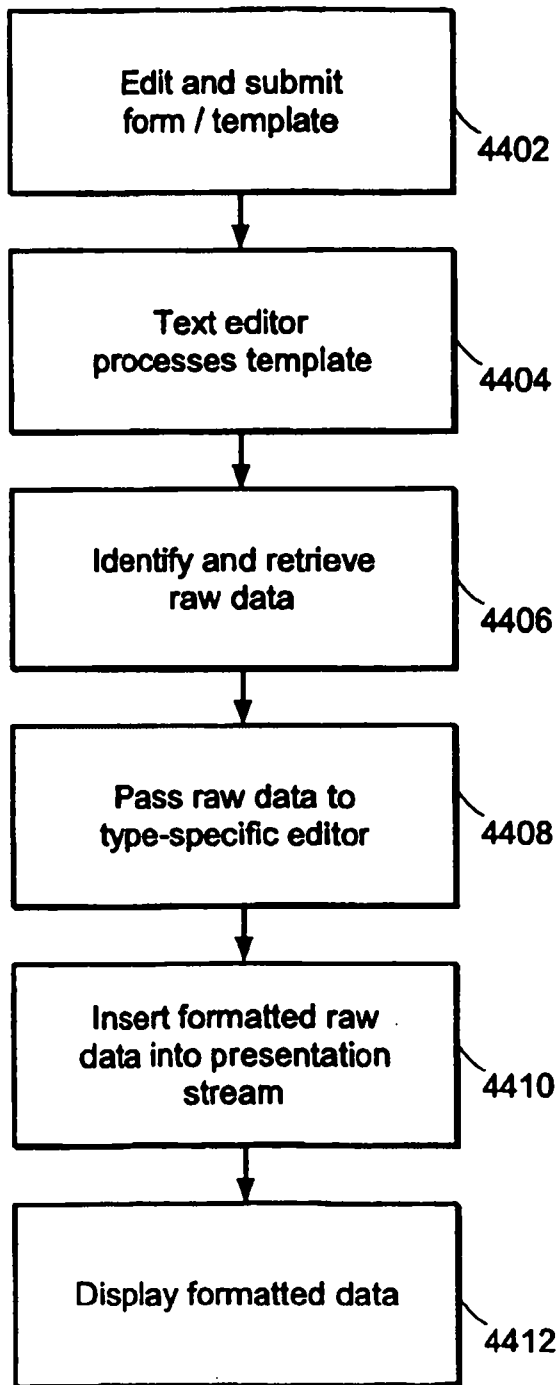 Edit and submit
form / template
4402
Text editor
processes template
4404
Identify and retrieve
raw data
4406
Pass raw data to
type-specific editor
4408
Insert formatted raw
data into presentation
stream
4410
Display formatted data
4412